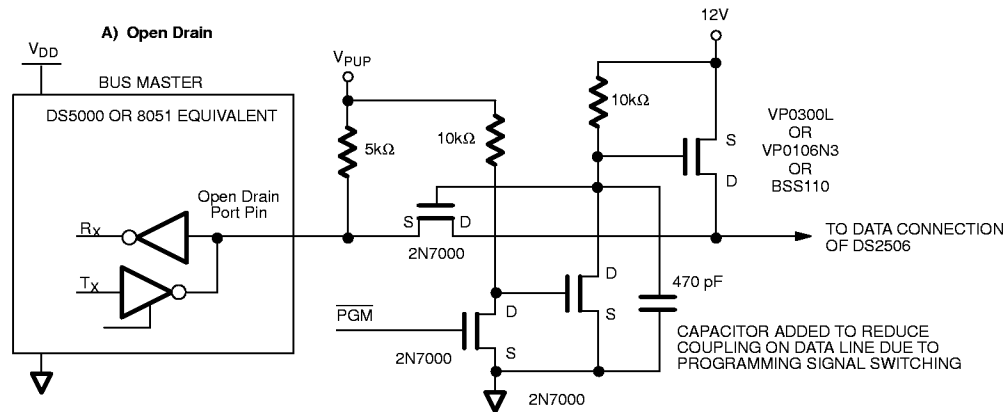 A) Open Drain
12V
VDD
VPUP
BUS MASTER
DS5000 OR 8051 EQUIVALENT
10kΩ
10kΩ
5kΩ
VP0300L
OR
VP0106N3
OR
BSS110
S
D
Open Drain
Port Pin
RX
S
D
2N7000
TO DATA CONNECTION
OF DS2506
TX
D
470 pF
PGM
D
S
S
2N7000
CAPACITOR ADDED TO REDUCE
COUPLING ON DATA LINE DUE TO
PROGRAMMING SIGNAL SWITCHING
2N7000